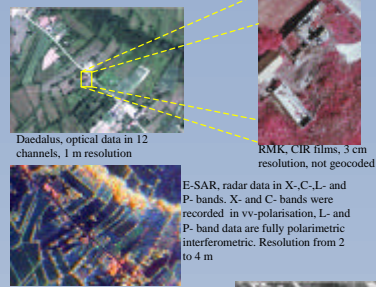 Daedalus, optical data in 12
channels, 1 m resolution
RMK, CIR films, 3 cm
resolution, not geocoded
E-SAR, radar data in X-,C-,L- and
P- bands. X- and C- bands were
recorded in vv-polarisation, L- and
P- band data are fully polarimetric
interferometric. Resolution from 2
to 4 m